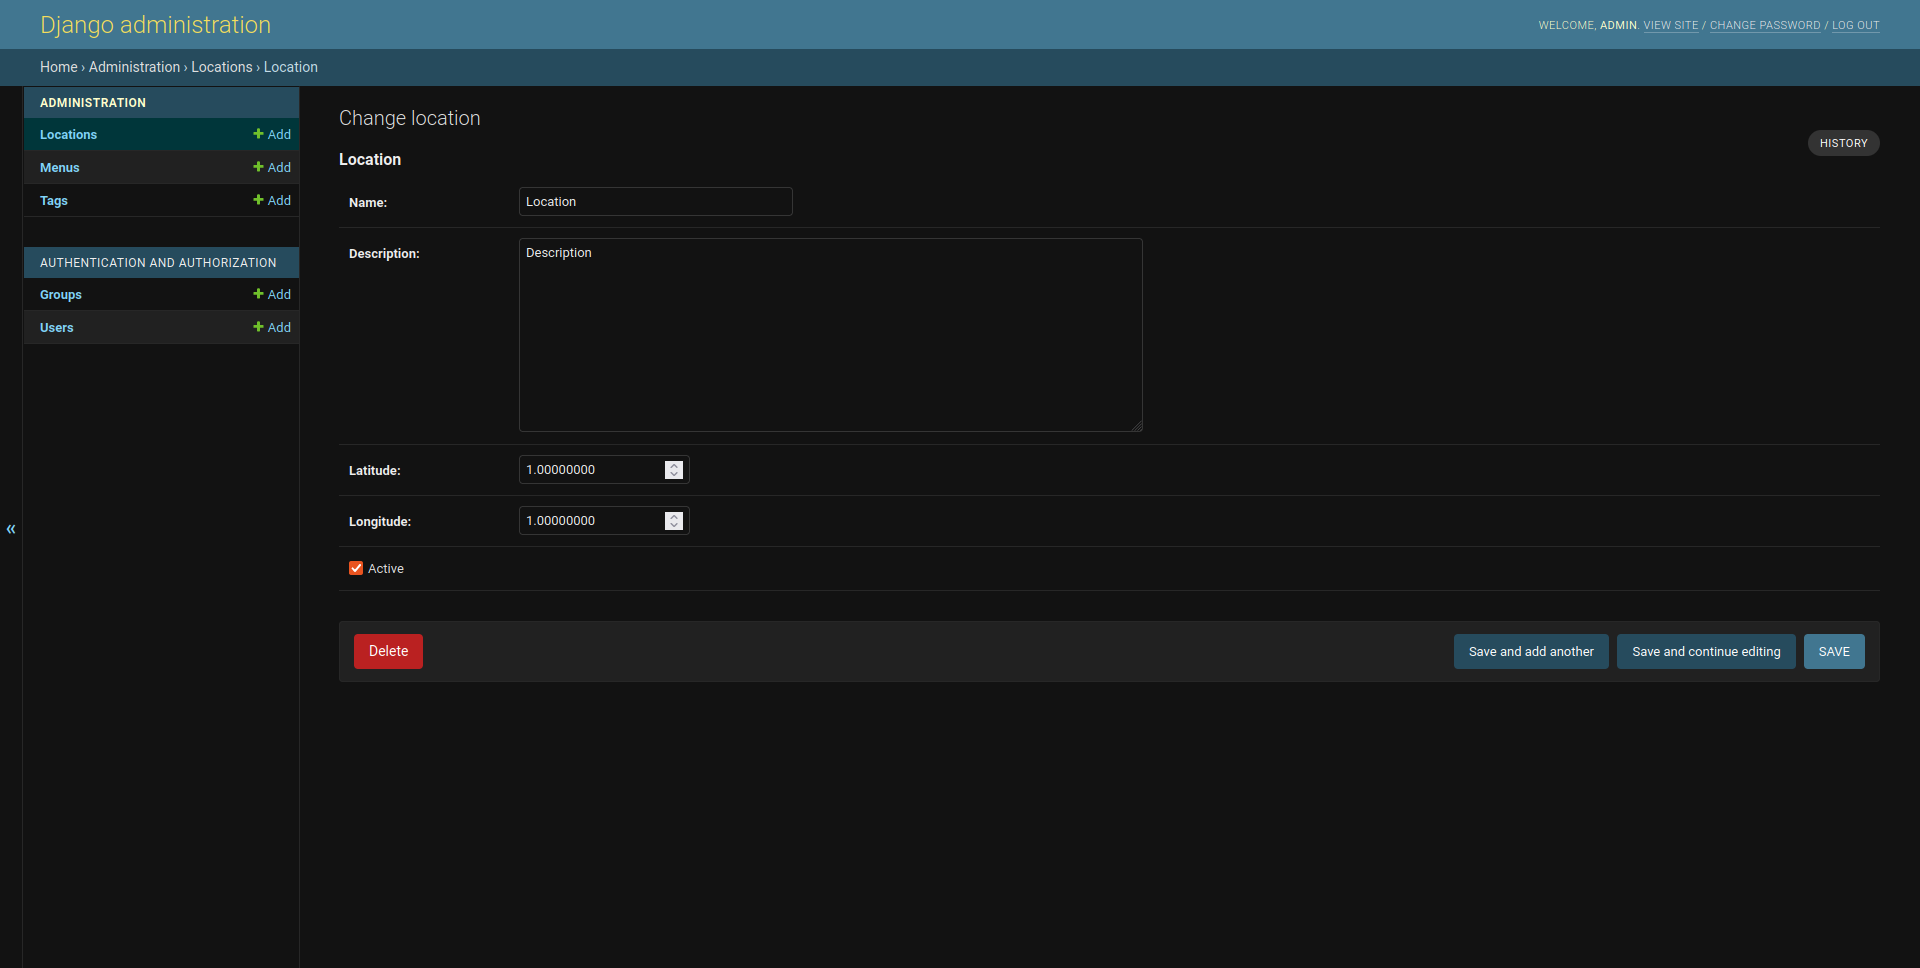 Django administration
WELCOME, ADMIN. VIEW SITE / CHANGE PASSWORD / LOG OUT
Home › Administration › Locations › Location
ADMINISTRATION
Locations + Add
Menus + Add
Tags + Add
AUTHENTICATION AND AUTHORIZATION
Groups + Add
Users + Add
«
Change location
HISTORY
Location
Name: Location
Description: Description
Latitude: 1.00000000
Longitude: 1.00000000
Active
Delete
Save and add another
Save and continue editing
SAVE